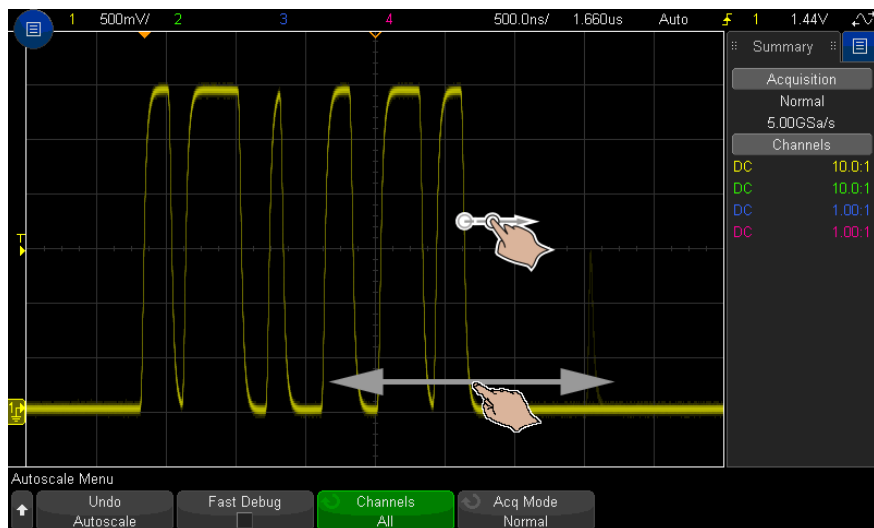 1 500mV/ 2 3 4 500.0ns/ 1.660us Auto 1 1.44V
Summary
Acquisition
Normal
5.00GSa/s
Channels
DC 10.0:1
DC 10.0:1
DC 1.00:1
DC 1.00:1
T
1
Autoscale Menu
Undo
Autoscale
Fast Debug
Channels
All
Acq Mode
Normal